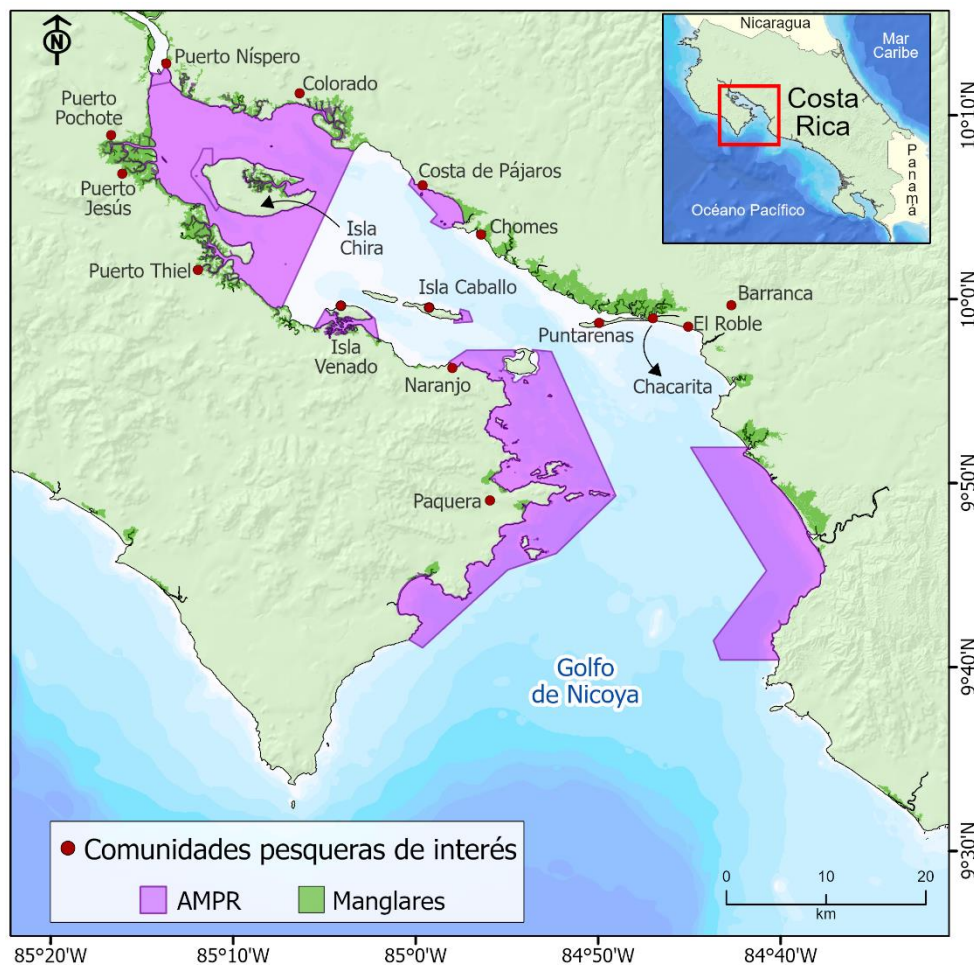 N
Puerto Níspero
Colorado
Puerto
Pochote
Puerto
Jesús
Costa de Pájaros
Chomes
Isla
Chira
Puerto Thiel
Isla Caballo
Barranca
Puntarenas
El Roble
Isla
Venado
Naranjo
Chacarita
Paquera
Golfo
de Nicoya
Nicaragua
Mar
Caribe
Costa
Rica
Panamá
Océano Pacífico
10°10'N
10°0'N
9°50'N
9°40'N
9°30'N
Comunidades pesqueras de interés
AMPR
Manglares
0 10 20
km
85°20'W 85°10'W 85°0'W 84°50'W 84°40'W